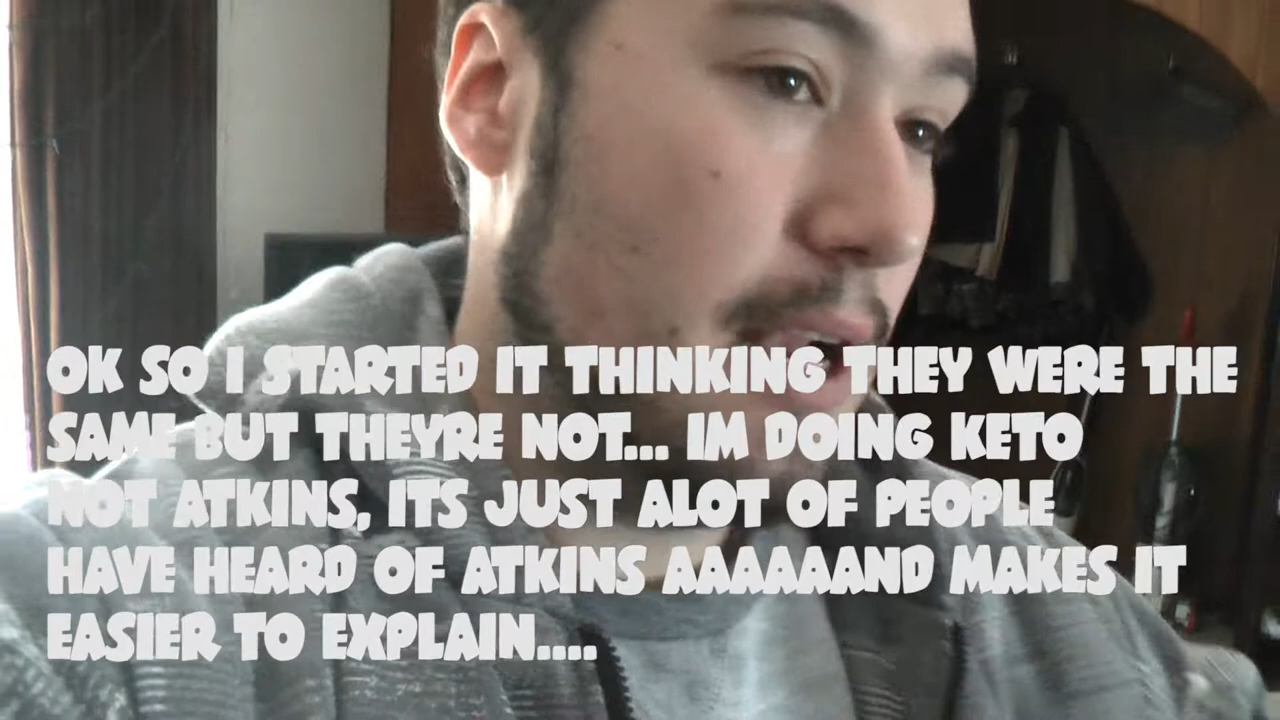 OK SO I STARTED IT THINKING THEY WERE THE
SAME BUT THEYRE NOT... IM DOING KETO
NOT ATKINS, ITS JUST ALOT OF PEOPLE
HAVE HEARD OF ATKINS AAAAAAND MAKES IT
EASIER TO EXPLAIN....